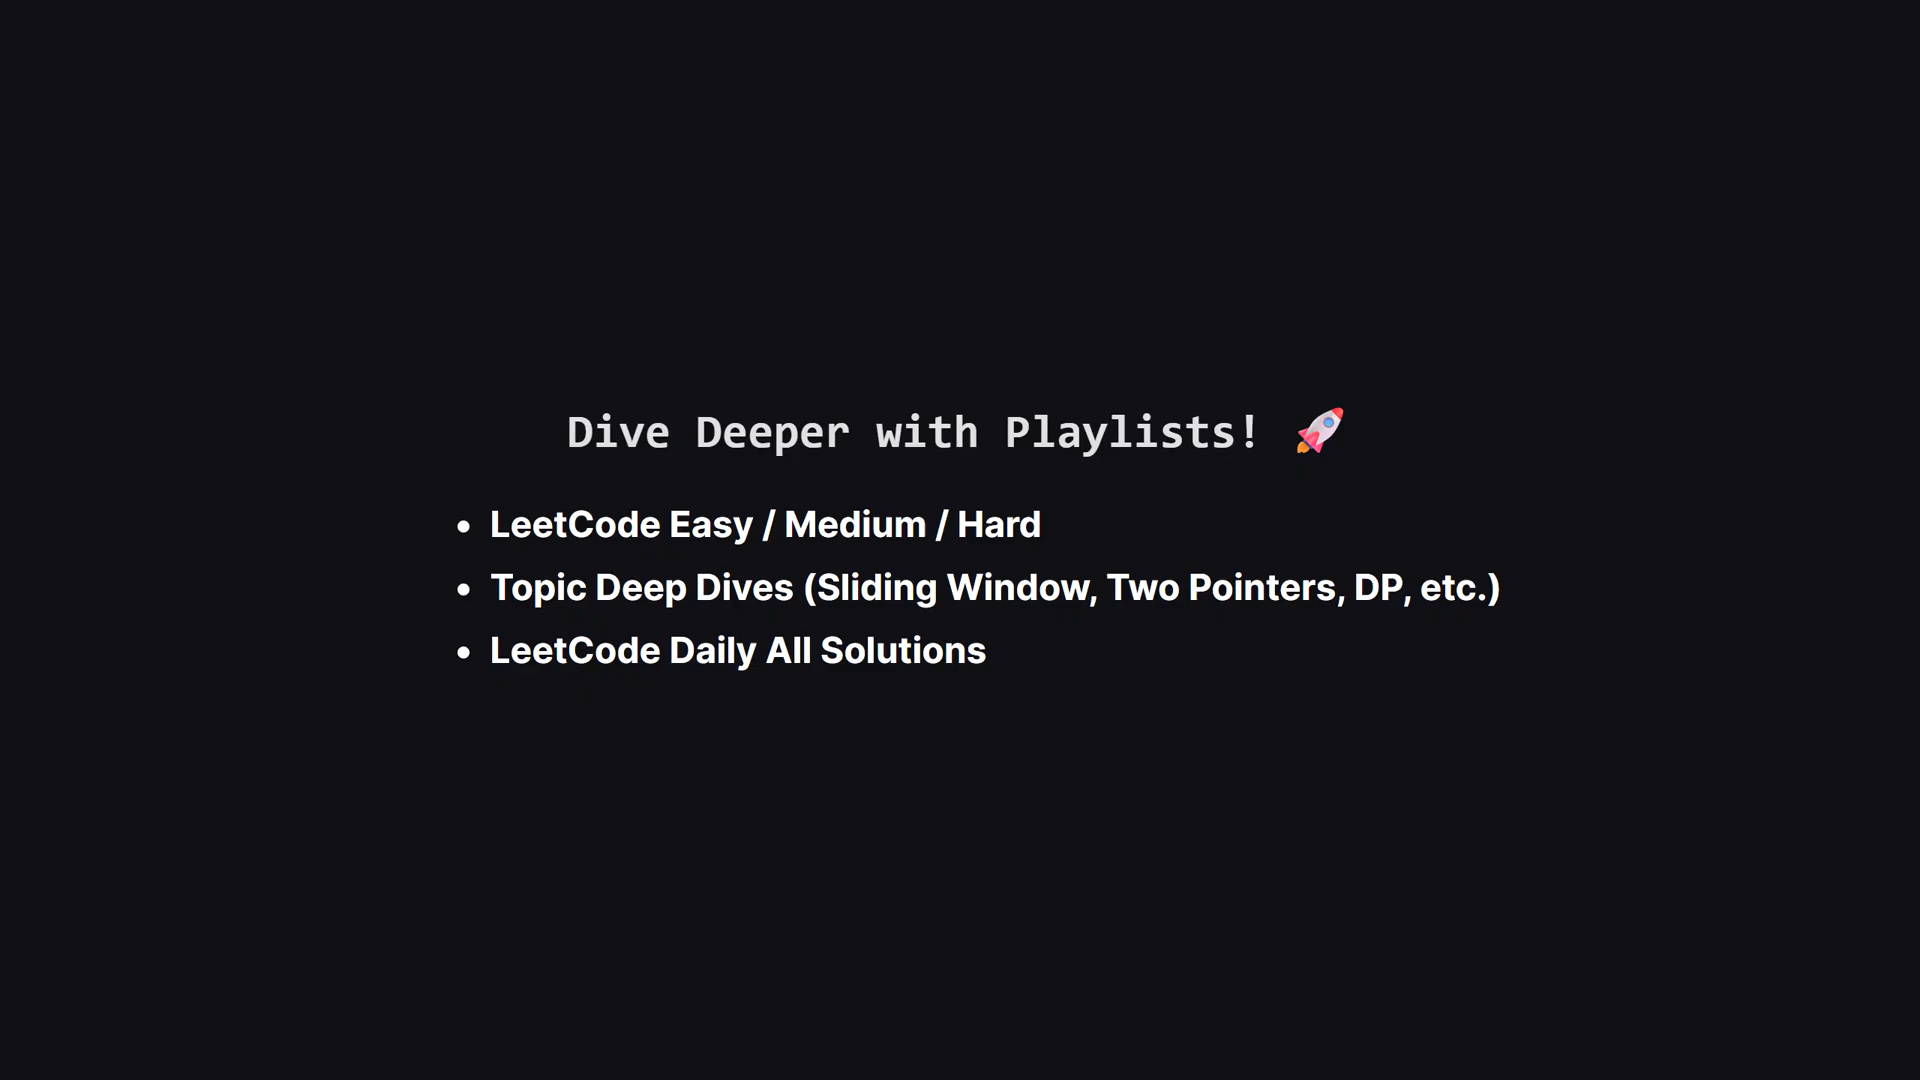 Dive Deeper with Playlists! 🚀
• LeetCode Easy / Medium / Hard
• Topic Deep Dives (Sliding Window, Two Pointers, DP, etc.)
• LeetCode Daily All Solutions